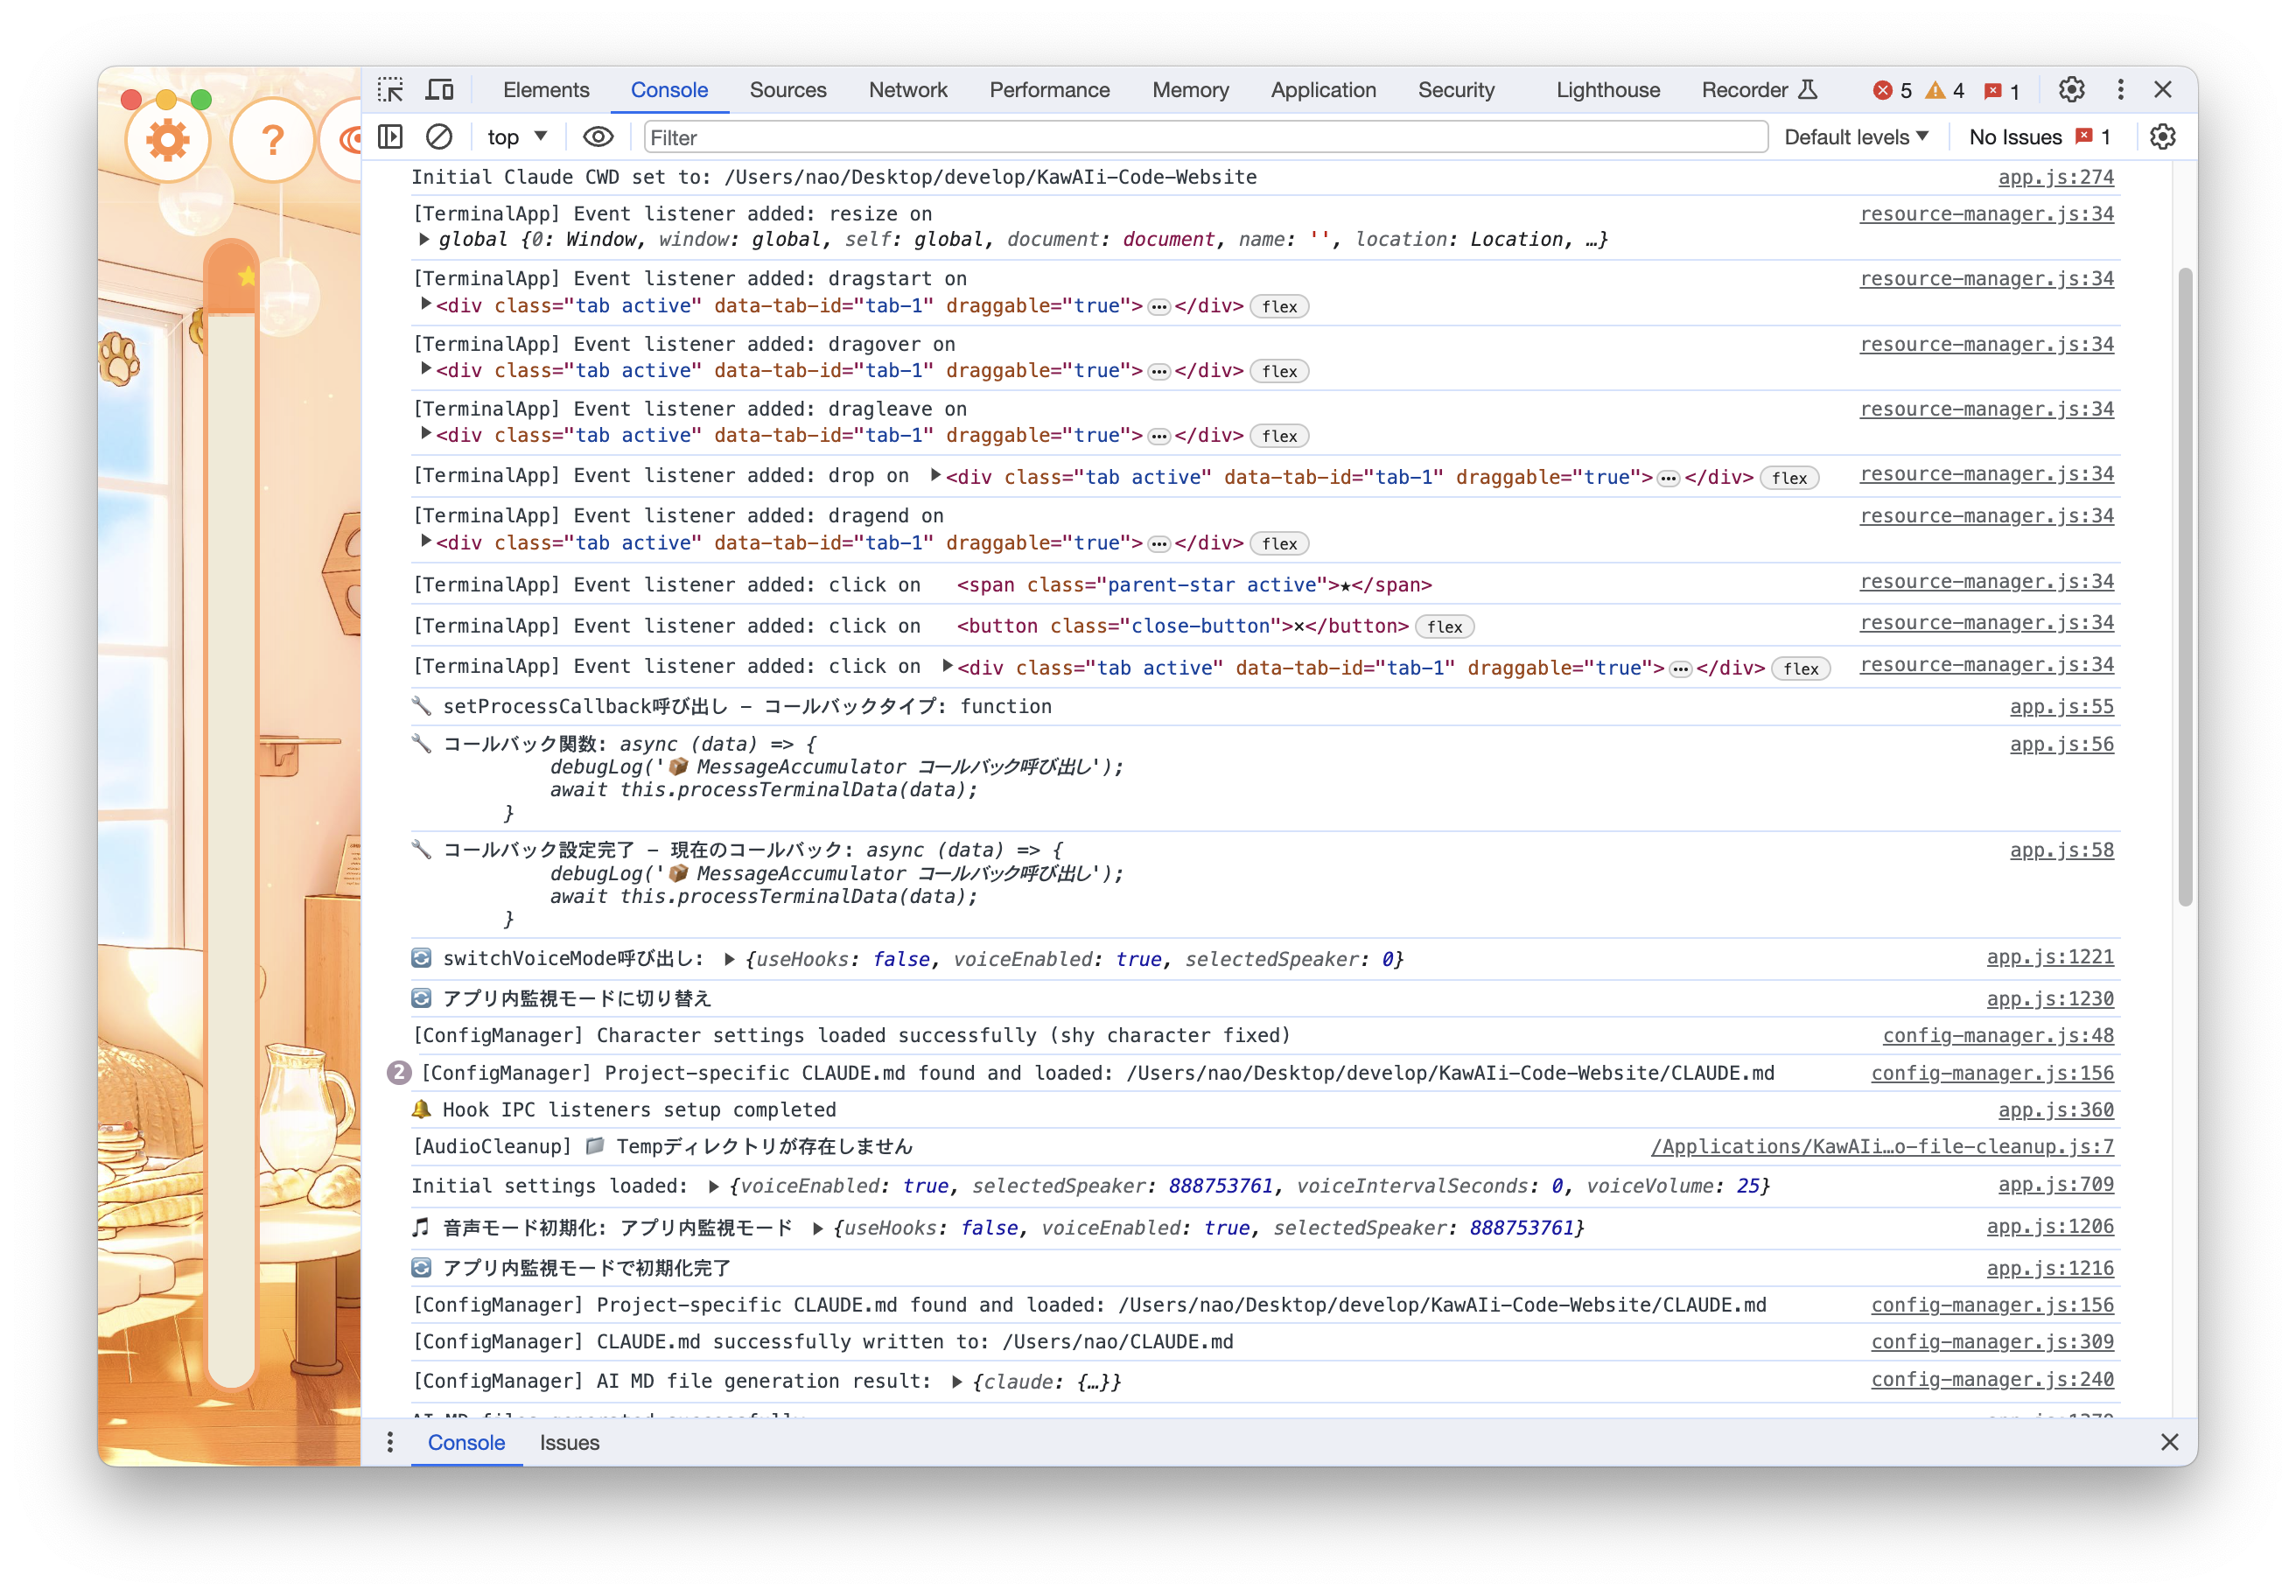 Elements Console Sources Network Performance Memory Application Security Lighthouse Recorder 5 4 1
top Filter Default levels No Issues 1
?
Initial Claude CWD set to: /Users/nao/Desktop/develop/KawAIi-Code-Website app.js:274
[TerminalApp] Event listener added: resize on resource-manager.js:34
global {0: Window, window: global, self: global, document: document, name: '', location: Location, …}
[TerminalApp] Event listener added: dragstart on resource-manager.js:34
<div class="tab active" data-tab-id="tab-1" draggable="true">…</div> flex
[TerminalApp] Event listener added: dragover on resource-manager.js:34
<div class="tab active" data-tab-id="tab-1" draggable="true">…</div> flex
[TerminalApp] Event listener added: dragleave on resource-manager.js:34
<div class="tab active" data-tab-id="tab-1" draggable="true">…</div> flex
[TerminalApp] Event listener added: drop on <div class="tab active" data-tab-id="tab-1" draggable="true">…</div> flex resource-manager.js:34
[TerminalApp] Event listener added: dragend on resource-manager.js:34
<div class="tab active" data-tab-id="tab-1" draggable="true">…</div> flex
[TerminalApp] Event listener added: click on <span class="parent-star active">★</span> resource-manager.js:34
[TerminalApp] Event listener added: click on <button class="close-button">×</button> flex resource-manager.js:34
[TerminalApp] Event listener added: click on <div class="tab active" data-tab-id="tab-1" draggable="true">…</div> flex resource-manager.js:34
🔧 setProcessCallback呼び出し - コールバックタイプ: function app.js:55
🔧 コールバック関数: async (data) => { app.js:56
debugLog('📦 MessageAccumulator コールバック呼び出し');
await this.processTerminalData(data);
}
🔧 コールバック設定完了 - 現在のコールバック: async (data) => { app.js:58
debugLog('📦 MessageAccumulator コールバック呼び出し');
await this.processTerminalData(data);
}
🔄 switchVoiceMode呼び出し: {useHooks: false, voiceEnabled: true, selectedSpeaker: 0} app.js:1221
🔄 アプリ内監視モードに切り替え app.js:1230
[ConfigManager] Character settings loaded successfully (shy character fixed) config-manager.js:48
2 [ConfigManager] Project-specific CLAUDE.md found and loaded: /Users/nao/Desktop/develop/KawAIi-Code-Website/CLAUDE.md config-manager.js:156
🔔 Hook IPC listeners setup completed app.js:360
[AudioCleanup] 📁 Tempディレクトリが存在しません /Applications/KawAIi…o-file-cleanup.js:7
Initial settings loaded: {voiceEnabled: true, selectedSpeaker: 888753761, voiceIntervalSeconds: 0, voiceVolume: 25} app.js:709
🎵 音声モード初期化: アプリ内監視モード {useHooks: false, voiceEnabled: true, selectedSpeaker: 888753761} app.js:1206
🔄 アプリ内監視モードで初期化完了 app.js:1216
[ConfigManager] Project-specific CLAUDE.md found and loaded: /Users/nao/Desktop/develop/KawAIi-Code-Website/CLAUDE.md config-manager.js:156
[ConfigManager] CLAUDE.md successfully written to: /Users/nao/CLAUDE.md config-manager.js:309
[ConfigManager] AI MD file generation result: {claude: {…}} config-manager.js:240
Console Issues